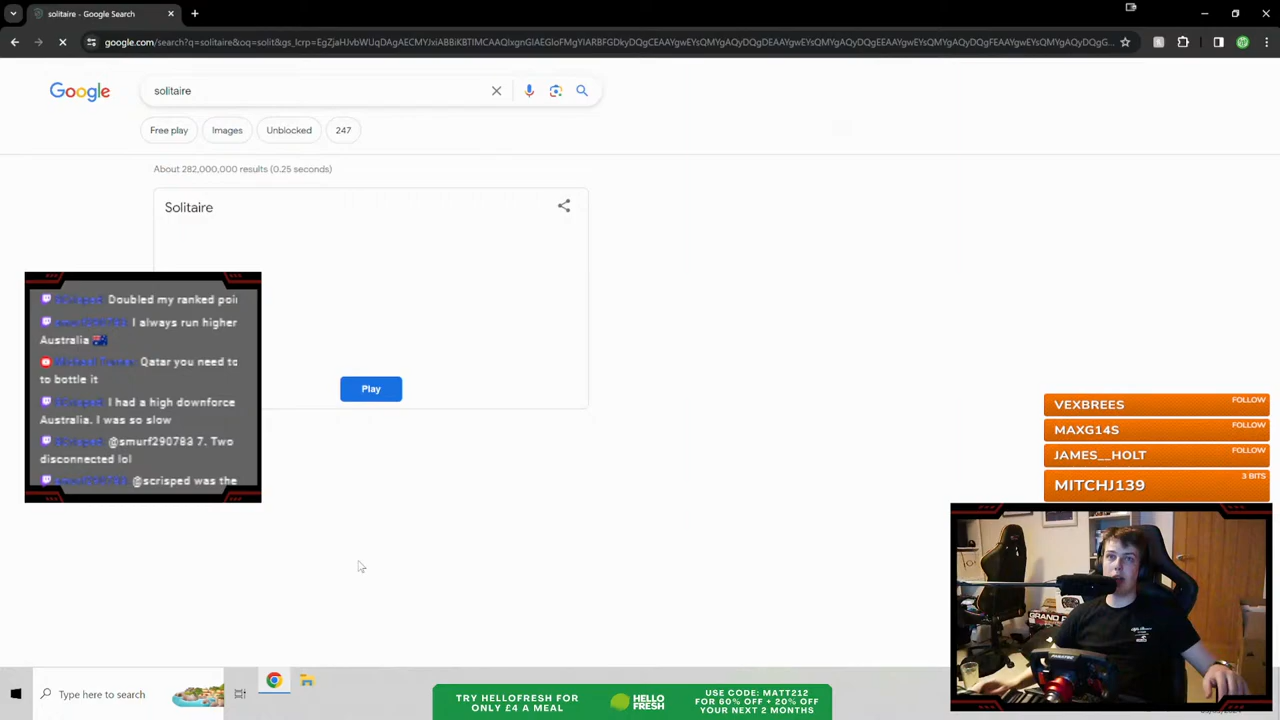 solitaire - Google Search
google.com/search?q=solitaire&oq=solit&gs_lcrp=
Google
solitaire
Free play
Images
Unblocked
247
About 282,000,000 results (0.25 seconds)
Solitaire
Play
Doubled my ranked poi
I always run higher
Australia 🇦🇺
Qatar you need to
to bottle it
I had a high downforce
Australia. I was so slow
@smurf290783 7. Two
disconnected lol
@scrisped was the
VEXBREES FOLLOW
MAXG14S FOLLOW
JAMES__HOLT FOLLOW
MITCHJ139 3 BITS
Type here to search
TRY HELLOFRESH FOR
ONLY £4 A MEAL
HELLO
FRESH
USE CODE: MATT212
FOR 60% OFF + 20% OFF
YOUR NEXT 2 MONTHS